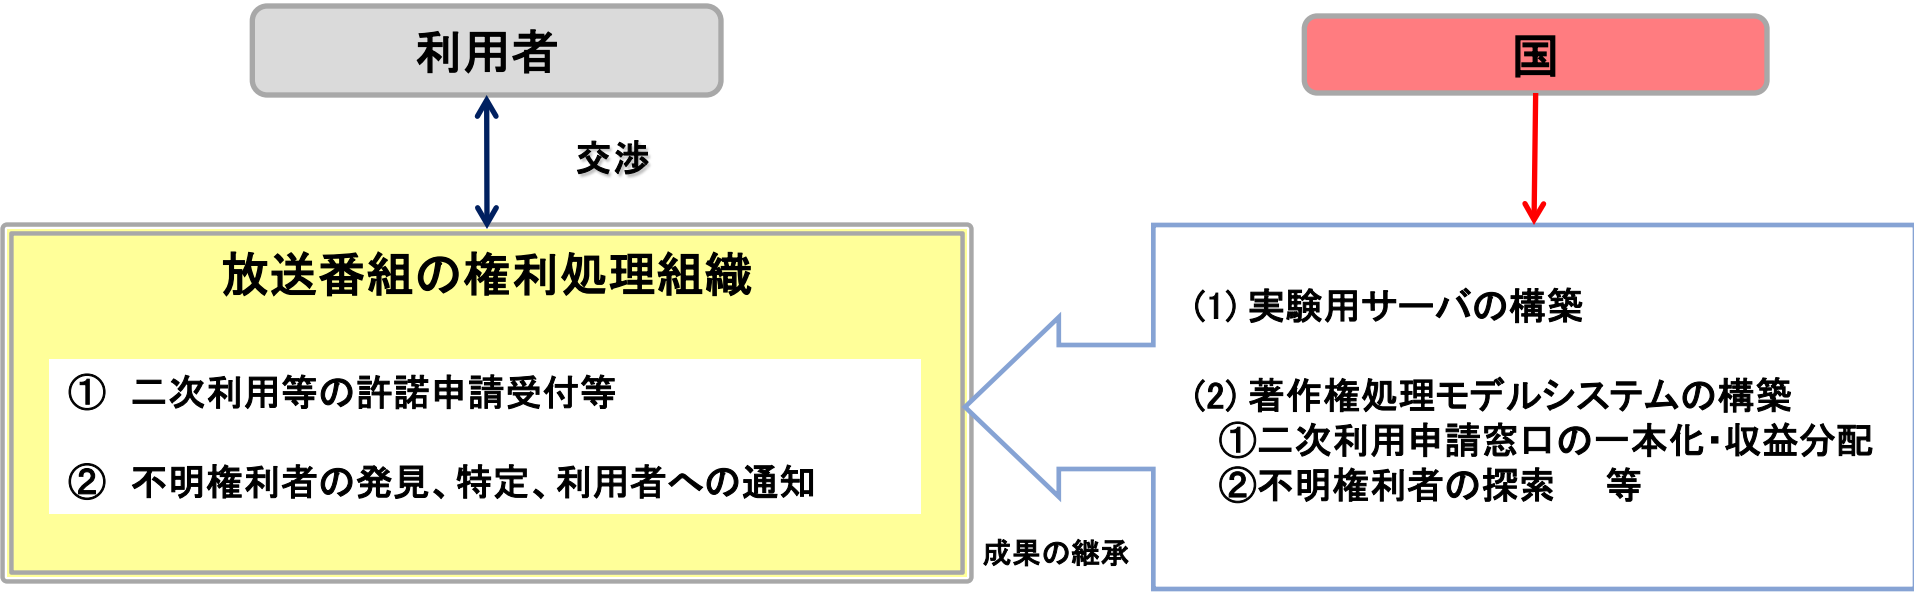 利用者
国
交渉
放送番組の権利処理組織
① 二次利用等の許諾申請受付等
② 不明権利者の発見、特定、利用者への通知
(1) 実験用サーバの構築
(2) 著作権処理モデルシステムの構築
①二次利用申請窓口の一本化・収益分配
②不明権利者の探索 等
成果の継承